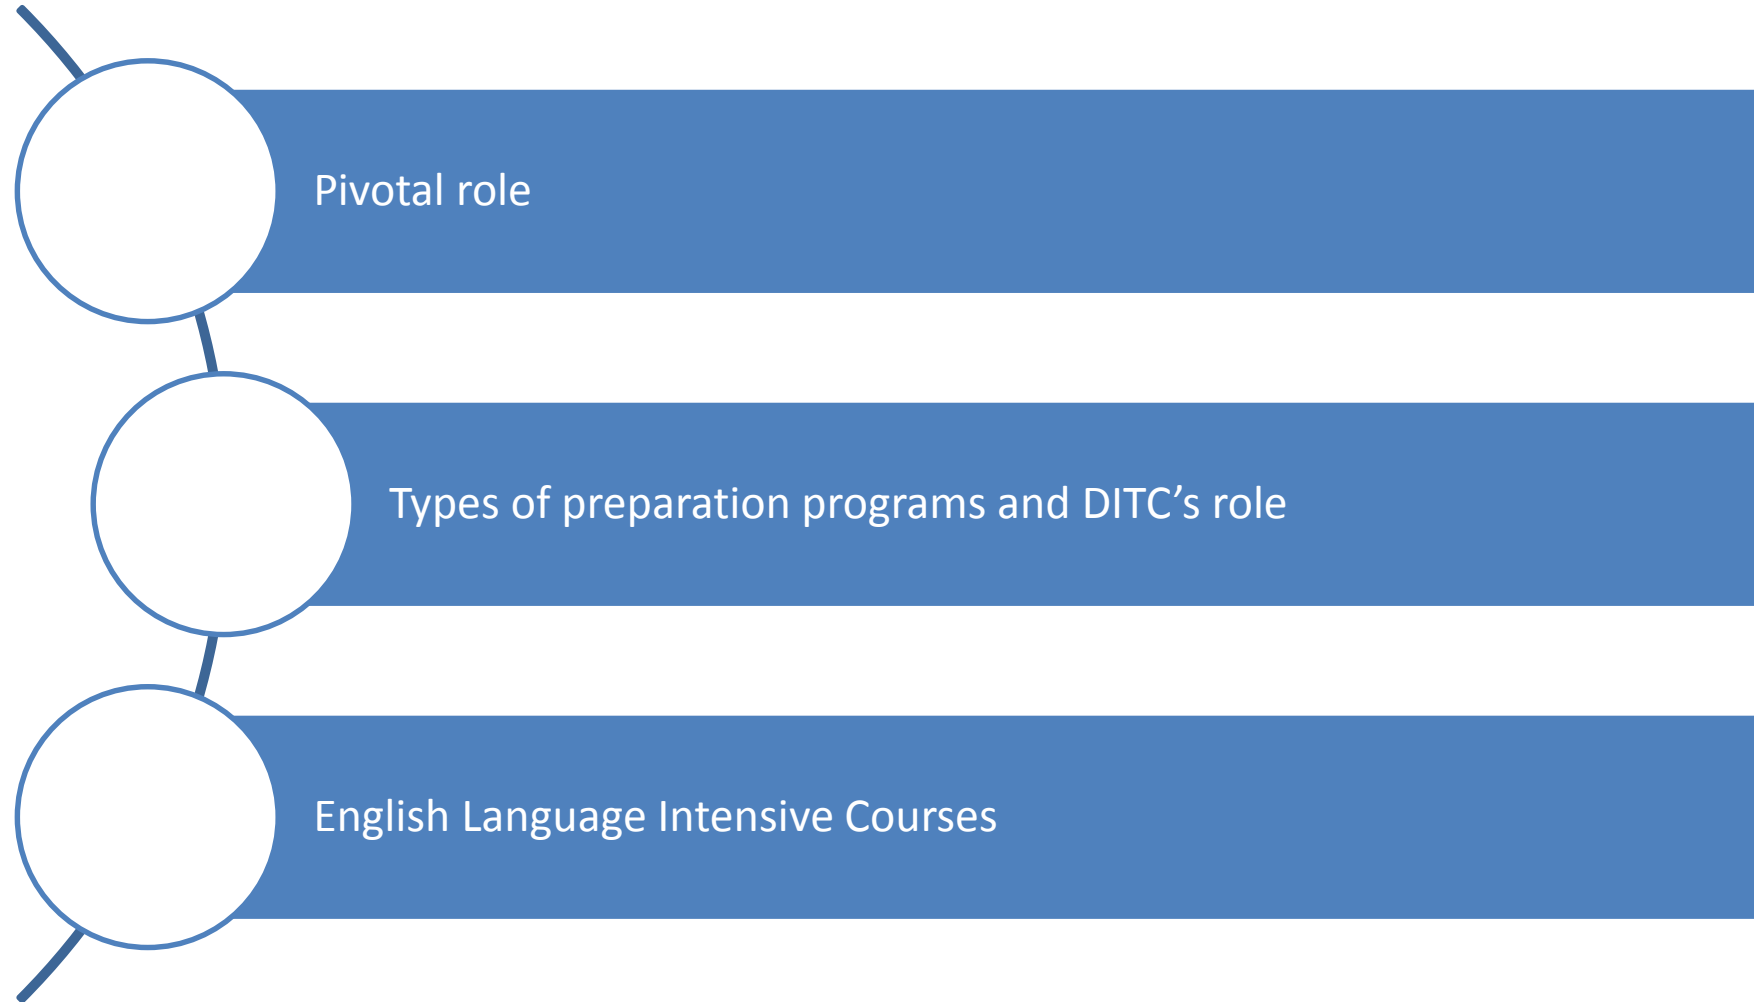 Pivotal role
Types of preparation programs and DITC’s role
English Language Intensive Courses